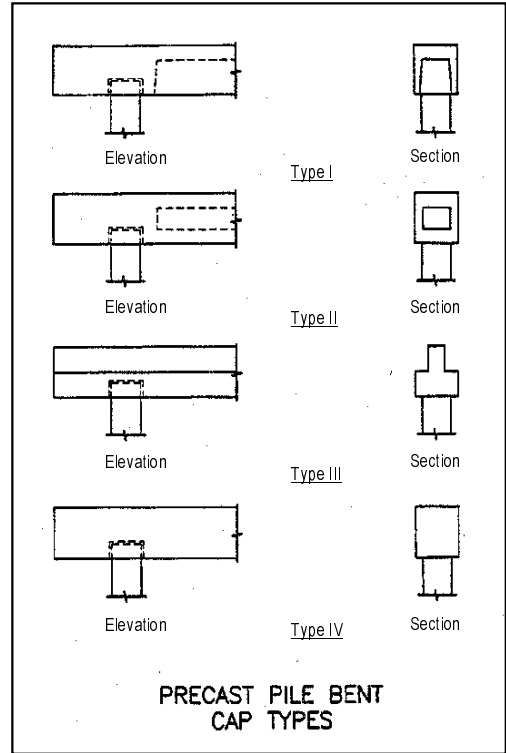 Elevation
Section
Type I
Elevation
Section
Type II
Elevation
Section
Type III
Elevation
Section
Type IV
PRECAST PILE BENT
CAP TYPES